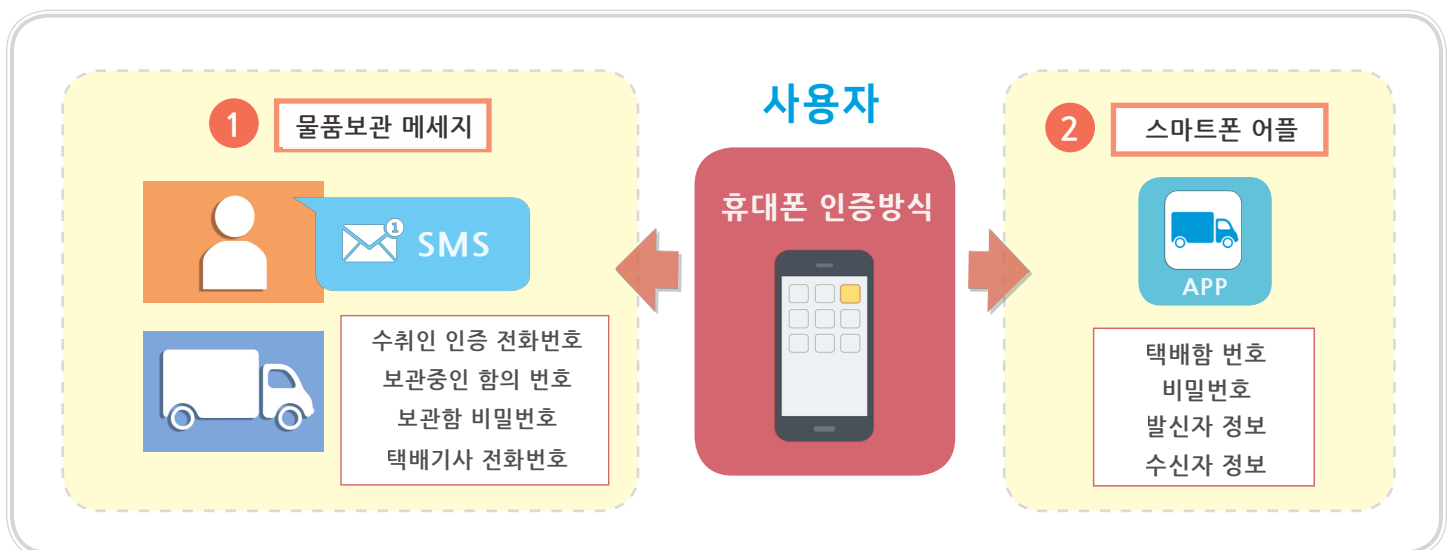 1
물품보관 메세지
1
SMS
수취인 인증 전화번호
보관중인 함의 번호
보관함 비밀번호
택배기사 전화번호
사용자
휴대폰 인증방식
2
스마트폰 어플
APP
택배함 번호
비밀번호
발신자 정보
수신자 정보